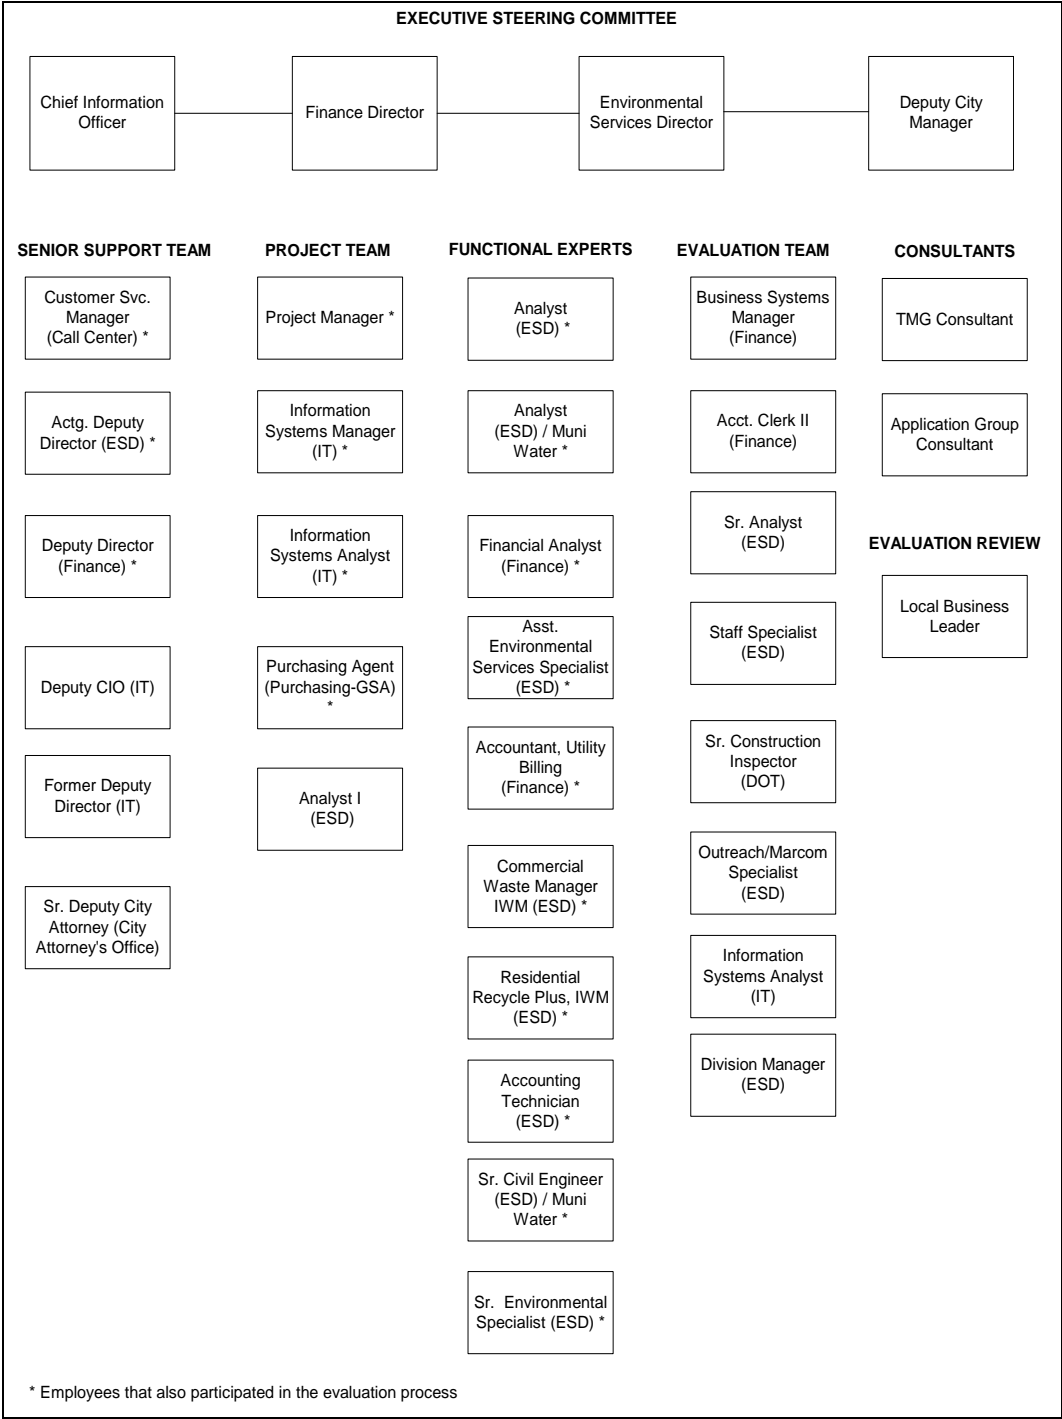 EXECUTIVE STEERING COMMITTEE
Chief Information
Officer
Finance Director
Environmental
Services Director
Deputy City
Manager
SENIOR SUPPORT TEAM
Customer Svc.
Manager
(Call Center) *
Actg. Deputy
Director (ESD) *
Deputy Director
(Finance) *
Deputy CIO (IT)
Former Deputy
Director (IT)
Sr. Deputy City
Attorney (City
Attorney's Office)
PROJECT TEAM
Project Manager *
Information
Systems Manager
(IT) *
Information
Systems Analyst
(IT) *
Purchasing Agent
(Purchasing-GSA)
*
Analyst I
(ESD)
FUNCTIONAL EXPERTS
Analyst
(ESD) *
Analyst
(ESD) / Muni
Water *
Financial Analyst
(Finance) *
Asst.
Environmental
Services Specialist
(ESD) *
Accountant, Utility
Billing
(Finance) *
Commercial
Waste Manager
IWM (ESD) *
Residential
Recycle Plus, IWM
(ESD) *
Accounting
Technician
(ESD) *
Sr. Civil Engineer
(ESD) / Muni
Water *
Sr. Environmental
Specialist (ESD) *
EVALUATION TEAM
Business Systems
Manager
(Finance)
Acct. Clerk II
(Finance)
Sr. Analyst
(ESD)
Staff Specialist
(ESD)
Sr. Construction
Inspector
(DOT)
Outreach/Marcom
Specialist
(ESD)
Information
Systems Analyst
(IT)
Division Manager
(ESD)
CONSULTANTS
TMG Consultant
Application Group
Consultant
EVALUATION REVIEW
Local Business
Leader
* Employees that also participated in the evaluation process